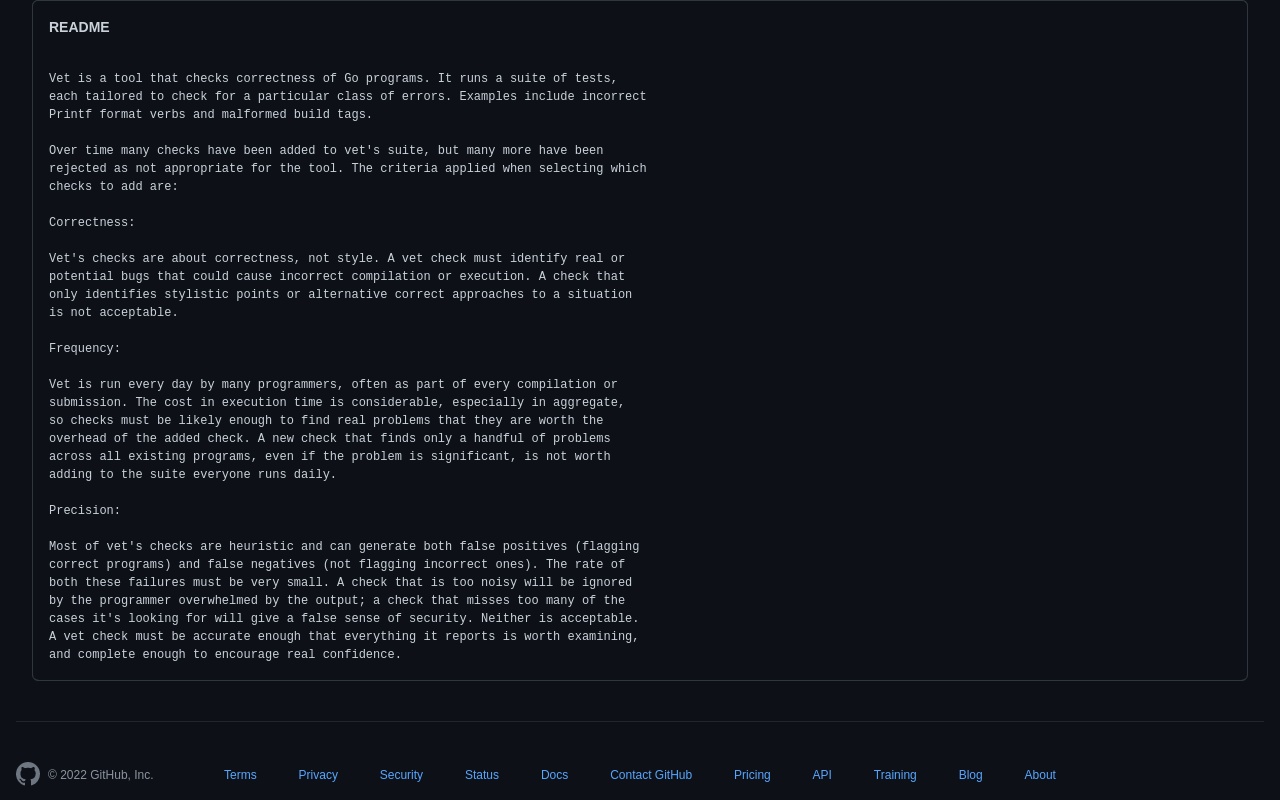 README
Vet is a tool that checks correctness of Go programs. It runs a suite of tests,
each tailored to check for a particular class of errors. Examples include incorrect
Printf format verbs and malformed build tags.
Over time many checks have been added to vet's suite, but many more have been
rejected as not appropriate for the tool. The criteria applied when selecting which
checks to add are:
Correctness:
Vet's checks are about correctness, not style. A vet check must identify real or
potential bugs that could cause incorrect compilation or execution. A check that
only identifies stylistic points or alternative correct approaches to a situation
is not acceptable.
Frequency:
Vet is run every day by many programmers, often as part of every compilation or
submission. The cost in execution time is considerable, especially in aggregate,
so checks must be likely enough to find real problems that they are worth the
overhead of the added check. A new check that finds only a handful of problems
across all existing programs, even if the problem is significant, is not worth
adding to the suite everyone runs daily.
Precision:
Most of vet's checks are heuristic and can generate both false positives (flagging
correct programs) and false negatives (not flagging incorrect ones). The rate of
both these failures must be very small. A check that is too noisy will be ignored
by the programmer overwhelmed by the output; a check that misses too many of the
cases it's looking for will give a false sense of security. Neither is acceptable.
A vet check must be accurate enough that everything it reports is worth examining,
and complete enough to encourage real confidence.
© 2022 GitHub, Inc. Terms Privacy Security Status Docs Contact GitHub Pricing API Training Blog About